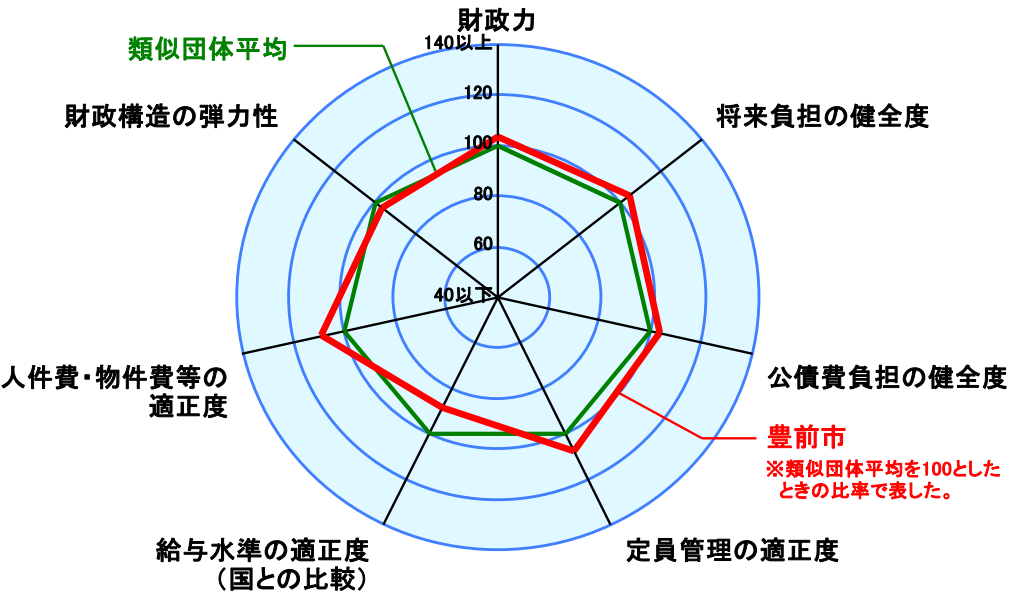 財政力
類似団体平均
140以上
120
100
80
60
40以下
財政構造の弾力性
将来負担の健全度
人件費・物件費等の
適正度
公債費負担の健全度
豊前市
※類似団体平均を100とした
ときの比率で表した。
給与水準の適正度
（国との比較）
定員管理の適正度